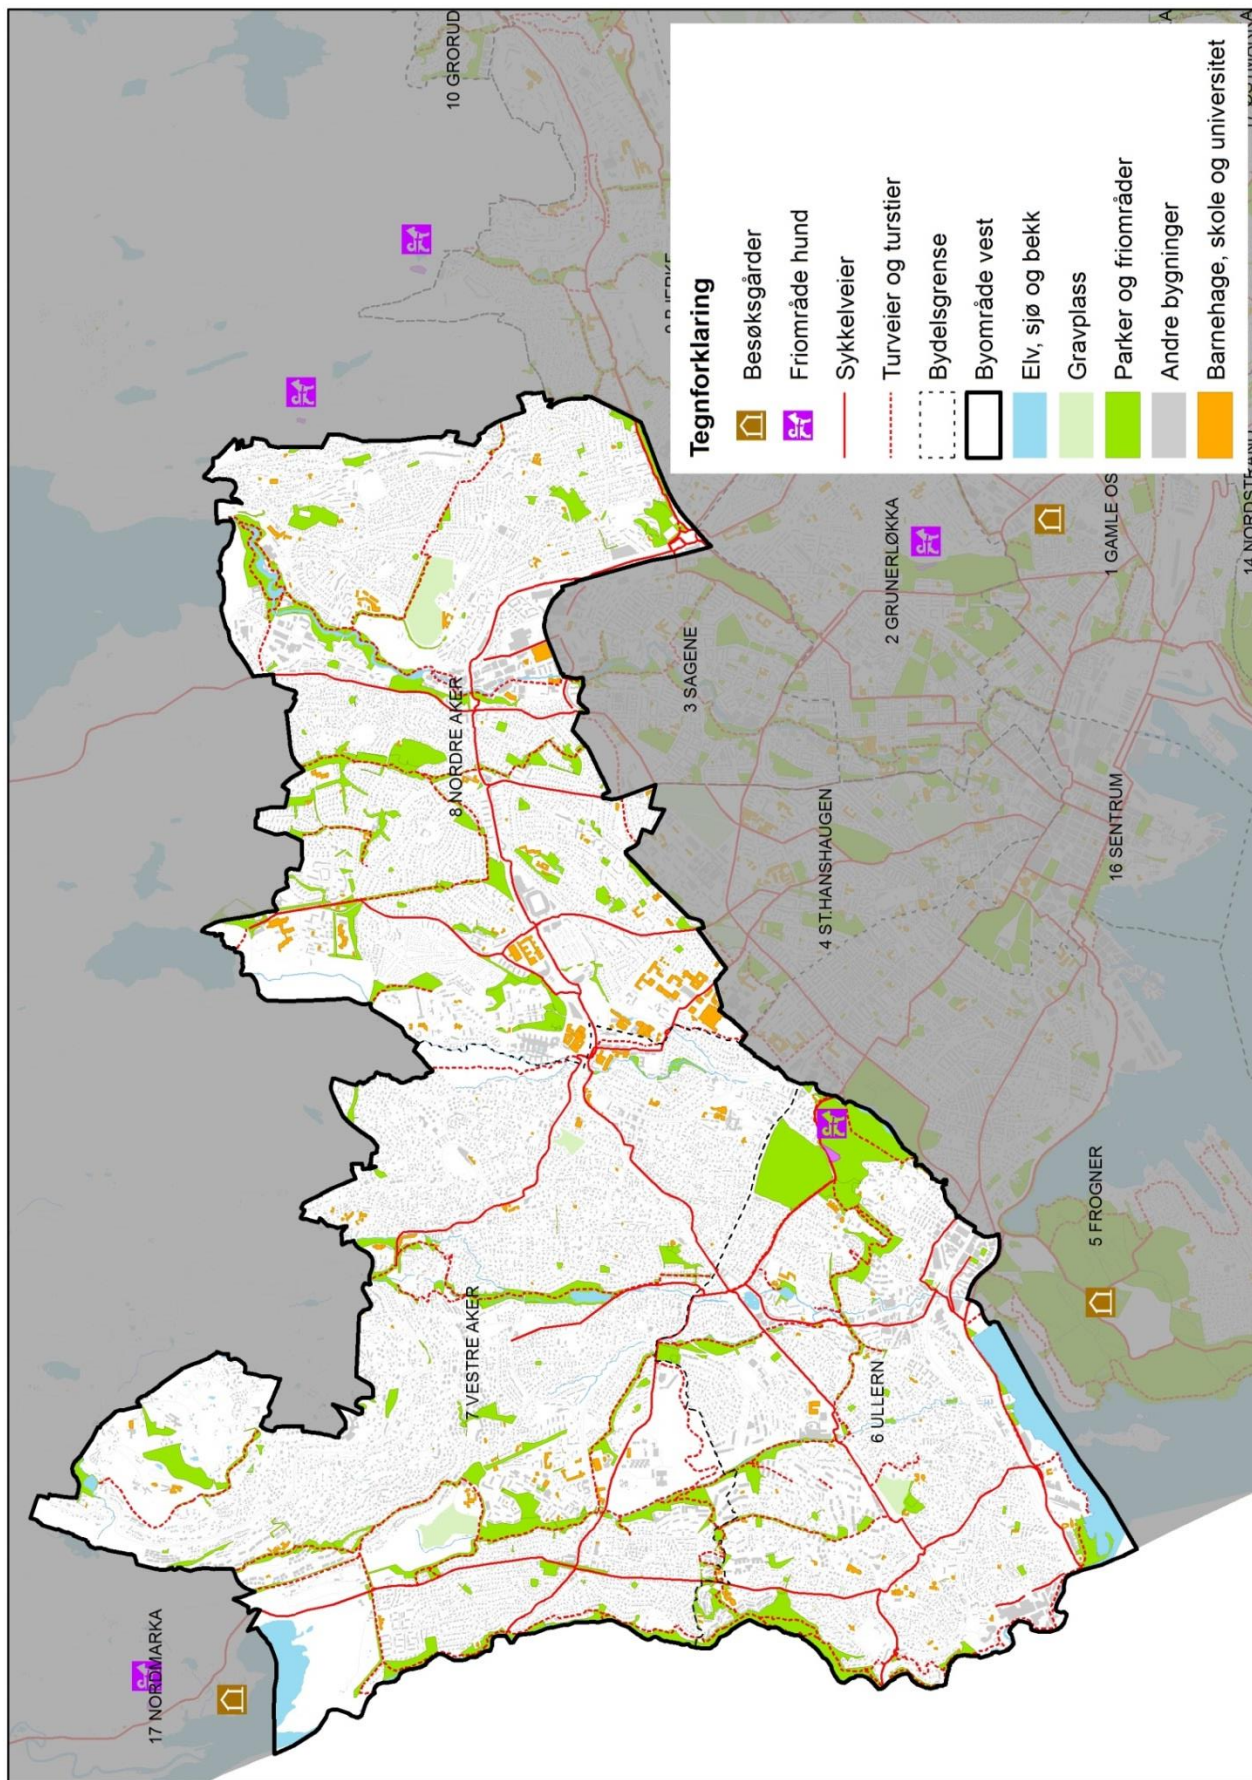 17 NORDMARKA
10 GRORUD
8 NORDRE AKER
9 BJERKE
7 VESTRE AKER
3 SAGENE
2 GRUNERLØKKA
4 ST.HANSHAUGEN
6 ULLERN
16 SENTRUM
1 GAMLE OS
5 FROGNER
Tegnforklaring
Besøksgårder
Friområde hund
Sykkelveier
Turveier og turstier
Bydelsgrense
Byområde vest
Elv, sjø og bekk
Gravplass
Parker og friområder
Andre bygninger
Barnehage, skole og universitet